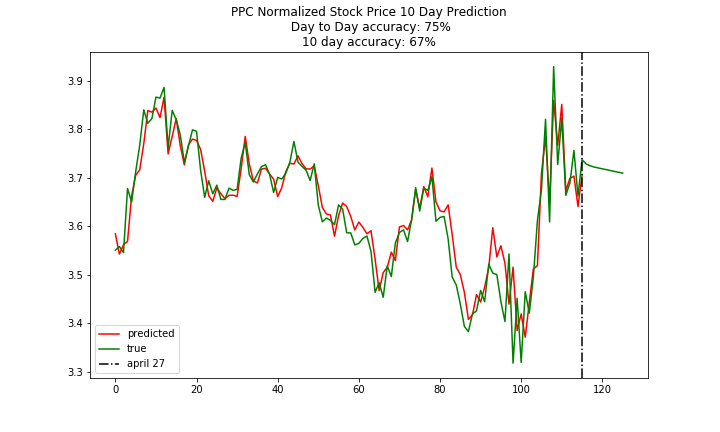 PPC Normalized Stock Price 10 Day Prediction
Day to Day accuracy: 75%
10 day accuracy: 67%
3.9
3.8
3.7
3.6
3.5
3.4
3.3
predicted
true
april 27
0 20 40 60 80 100 120